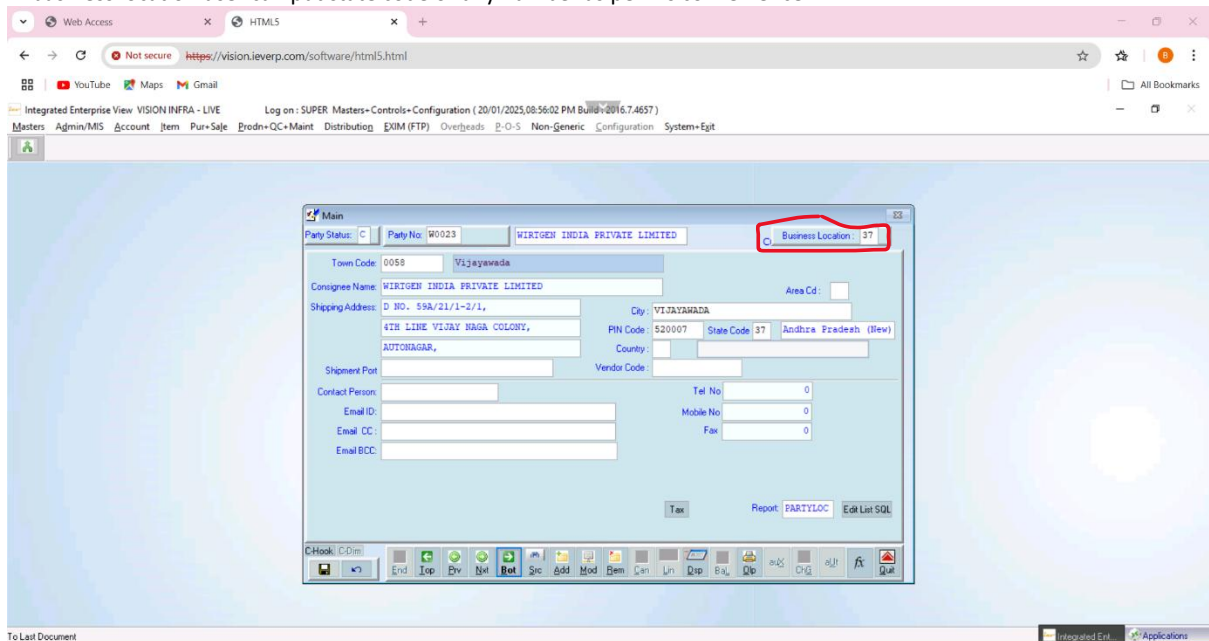 Web Access
HTML5
Not secure https://vision.ieverp.com/software/html5.html
B
YouTube Maps Gmail
All Bookmarks
Integrated Enterprise View VISION INFRA - LIVE Log on : SUPER Masters+Controls+Configuration ( 20/01/2025,08:56:02 PM Build : 2016.7.4657 )
Masters Admin/MIS Account Item Pur+Sale Prodn+QC+Maint Distribution EXIM (FTP) Overheads P-O-S Non-Generic Configuration System+Exit
Main
Party Status: C Party No: W0023 WIRTGEN INDIA PRIVATE LIMITED Business Location : 37
Town Code: 0058 Vijayawada
Consignee Name: WIRTGEN INDIA PRIVATE LIMITED Area Cd :
Shipping Address: D NO. 59A/21/1-2/1, City : VIJAYAWADA
4TH LINE VIJAY NAGA COLONY, PIN Code : 520007 State Code 37 Andhra Pradesh (New)
AUTONAGAR, Country :
Shipment Port Vendor Code :
Contact Person: Tel No 0
Email ID: Mobile No 0
Email CC : Fax 0
Email BCC:
Tax Report: PARTYLOC Edit List SQL
C-Hook C-Dim
End Top Prv Nxt Bot Src Add Mod Rem Can Lin Dsp Bal Olp ChG fx Quit
To Last Document
Integrated Ent... Applications